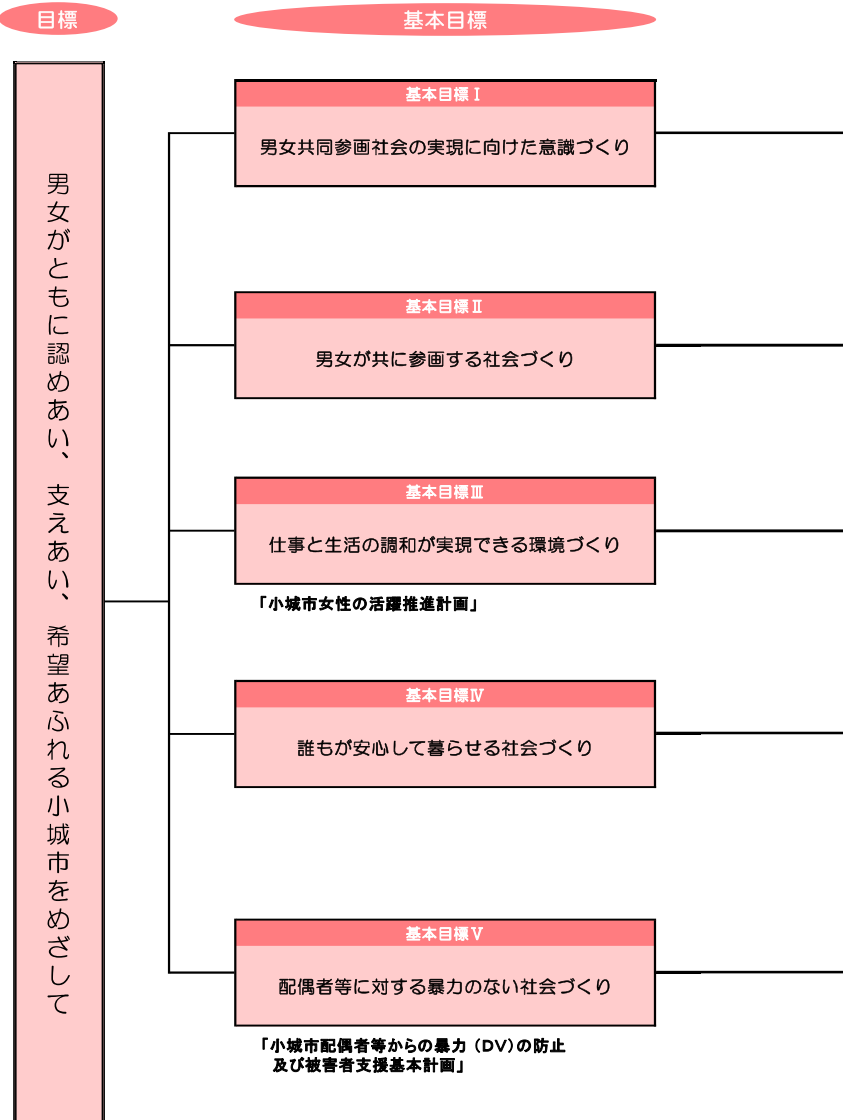 目標
基本目標
男女がともに認めあい、支えあい、希望あふれる小城市をめざして
基本目標Ⅰ
男女共同参画社会の実現に向けた意識づくり
基本目標Ⅱ
男女が共に参画する社会づくり
基本目標Ⅲ
仕事と生活の調和が実現できる環境づくり
「小城市女性の活躍推進計画」
基本目標Ⅳ
誰もが安心して暮らせる社会づくり
基本目標Ⅴ
配偶者等に対する暴力のない社会づくり
「小城市配偶者等からの暴力（DV）の防止
及び被害者支援基本計画」